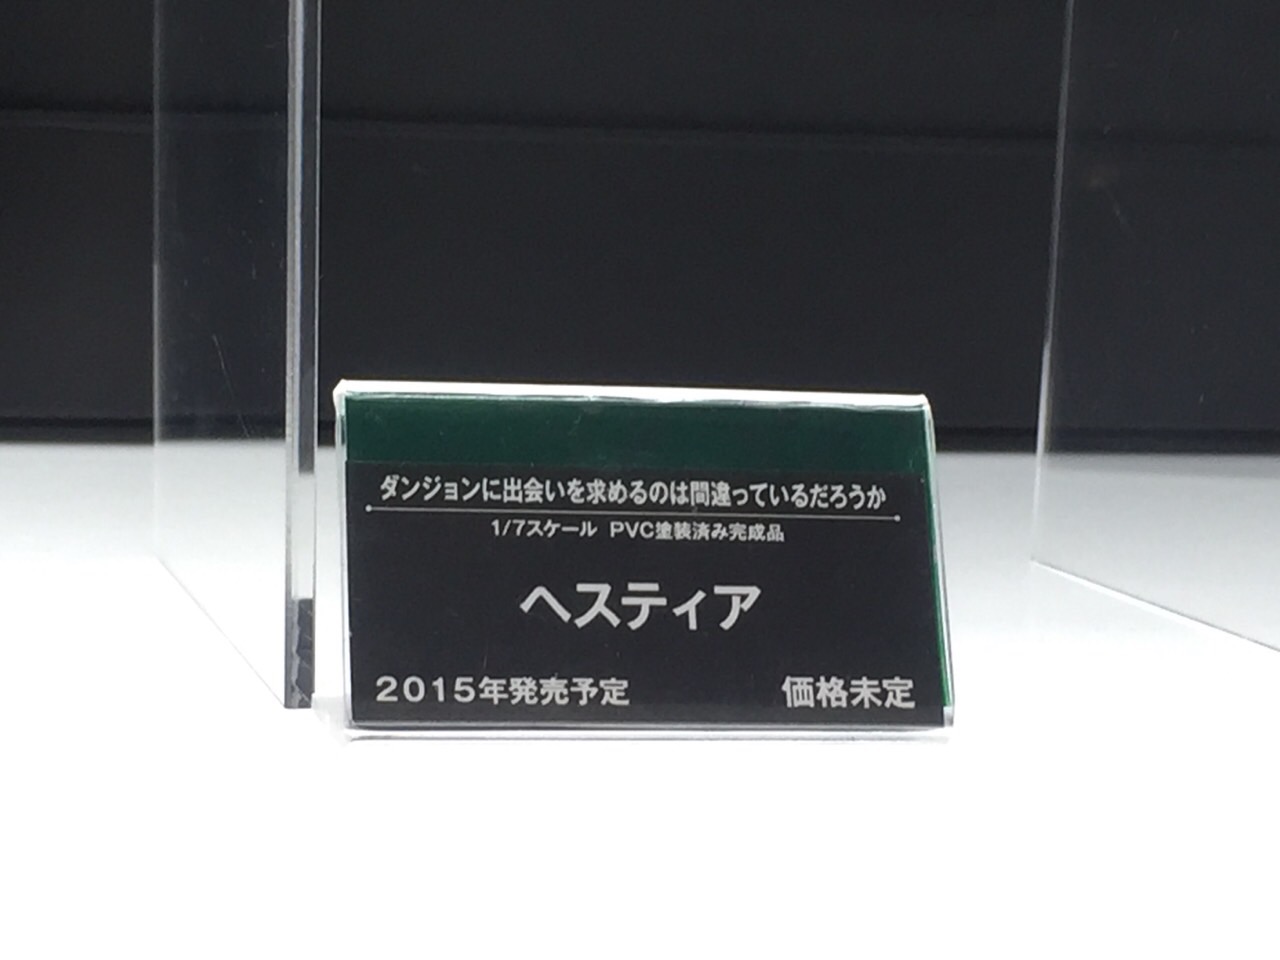 ダンジョンに出会いを求めるのは間違っているだろうか
1/7スケール PVC塗装済み完成品
ヘスティア
2015年発売予定 価格未定